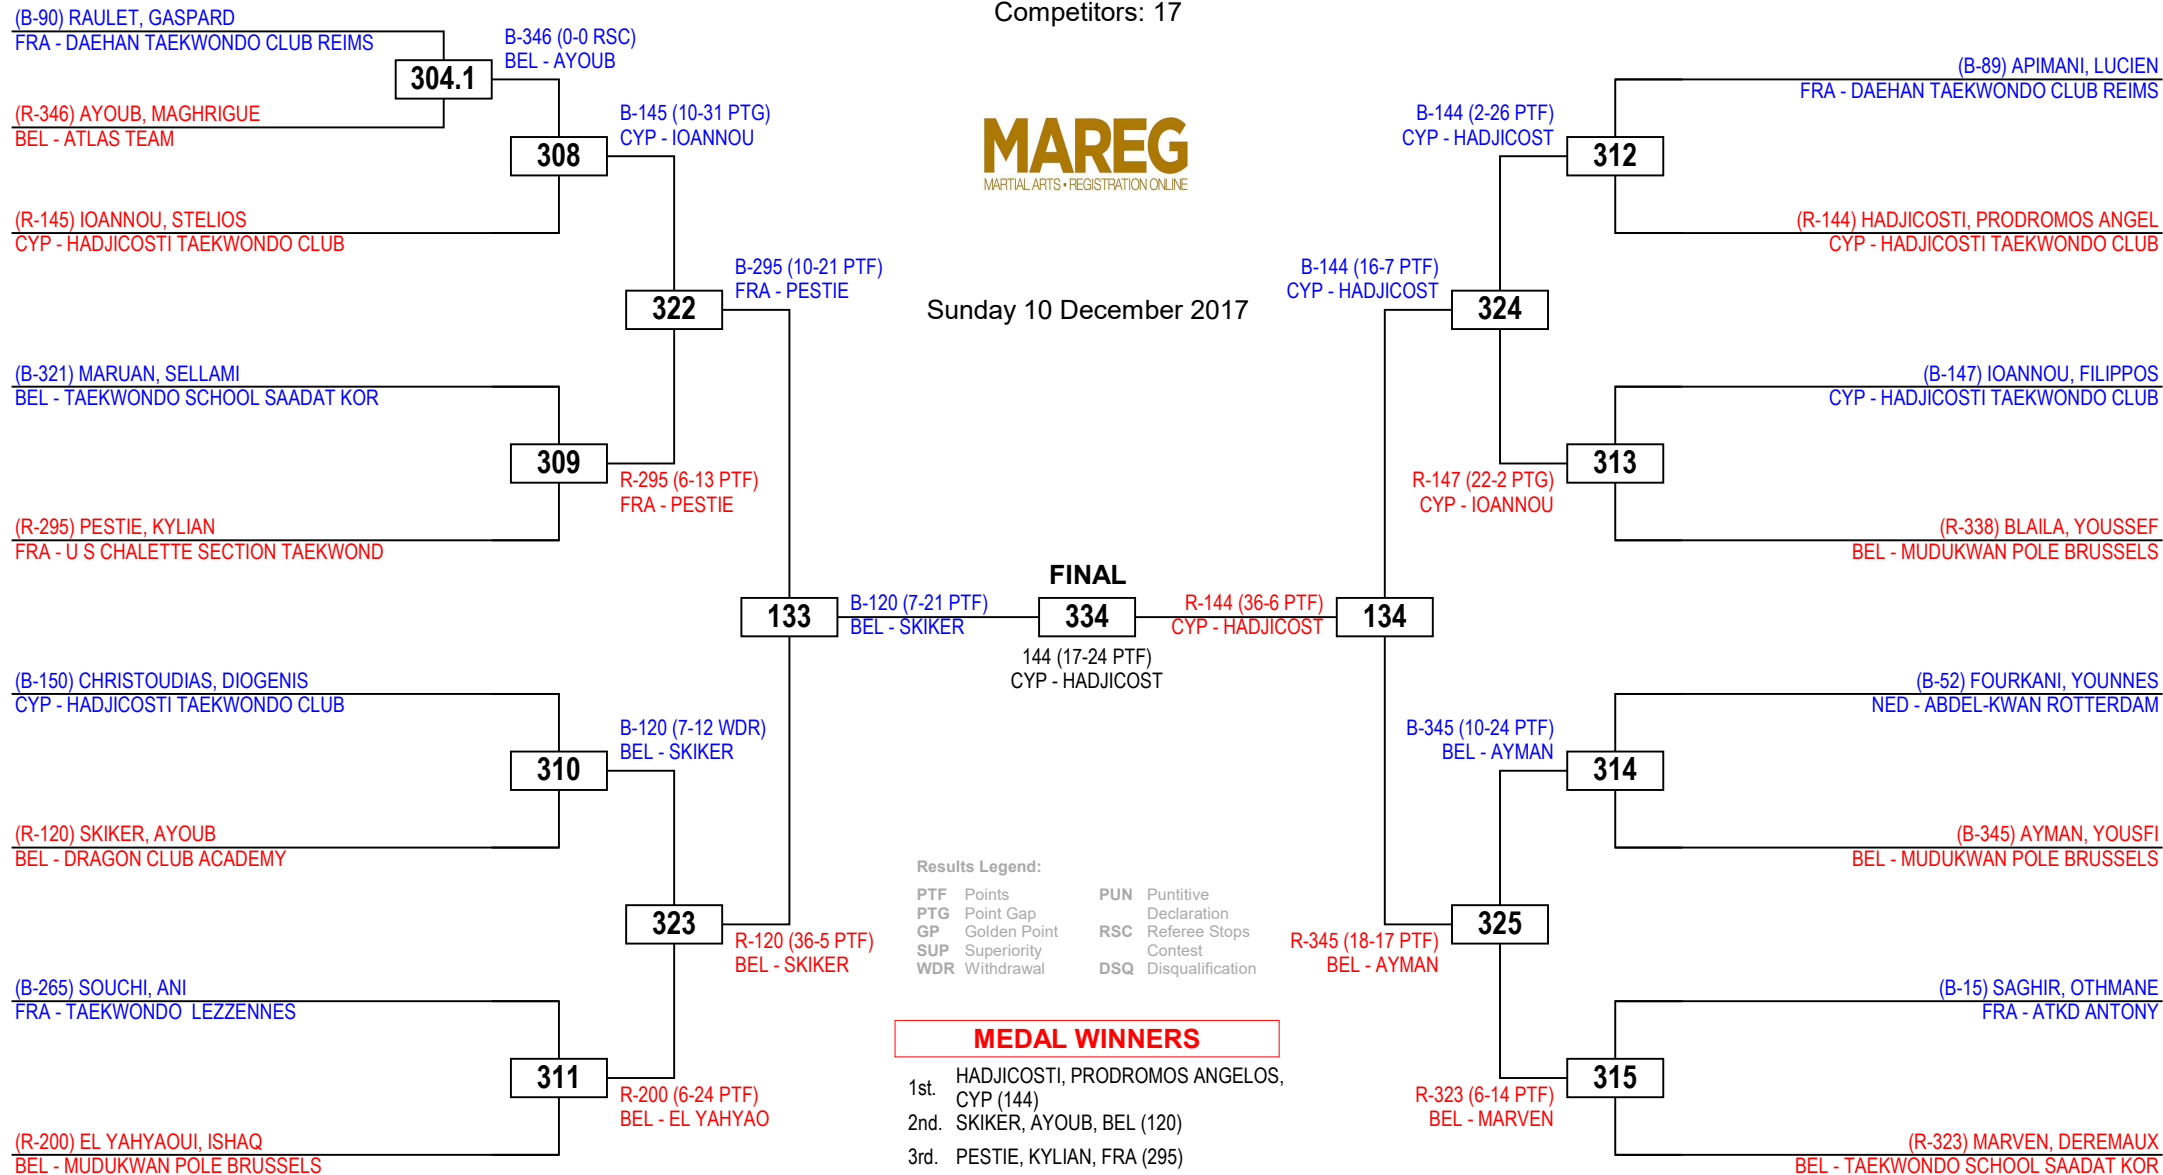 Competitors: 17
(B-90) RAULET, GASPARD
FRA - DAEHAN TAEKWONDO CLUB REIMS
304.1
(R-346) AYOUB, MAGHRIGUE
BEL - ATLAS TEAM
B-346 (0-0 RSC)
BEL - AYOUB
308
(R-145) IOANNOU, STELIOS
CYP - HADJICOSTI TAEKWONDO CLUB
B-145 (10-31 PTG)
CYP - IOANNOU
322
B-295 (10-21 PTF)
FRA - PESTIE
(B-321) MARUAN, SELLAMI
BEL - TAEKWONDO SCHOOL SAADAT KOR
309
R-295 (6-13 PTF)
FRA - PESTIE
(R-295) PESTIE, KYLIAN
FRA - U S CHALETTE SECTION TAEKWOND
133
B-120 (7-21 PTF)
BEL - SKIKER
(B-150) CHRISTOUDIAS, DIOGENIS
CYP - HADJICOSTI TAEKWONDO CLUB
310
B-120 (7-12 WDR)
BEL - SKIKER
(R-120) SKIKER, AYOUB
BEL - DRAGON CLUB ACADEMY
323
R-120 (36-5 PTF)
BEL - SKIKER
(B-265) SOUCHI, ANI
FRA - TAEKWONDO LEZZENNES
311
R-200 (6-24 PTF)
BEL - EL YAHYAO
(R-200) EL YAHYAOUI, ISHAQ
BEL - MUDUKWAN POLE BRUSSELS
MAREG
MARTIAL ARTS • REGISTRATION ONLINE
Sunday 10 December 2017
FINAL
334
144 (17-24 PTF)
CYP - HADJICOST
R-144 (36-6 PTF)
CYP - HADJICOST
134
(B-89) APIMANI, LUCIEN
FRA - DAEHAN TAEKWONDO CLUB REIMS
B-144 (2-26 PTF)
CYP - HADJICOST
312
(R-144) HADJICOSTI, PRODROMOS ANGEL
CYP - HADJICOSTI TAEKWONDO CLUB
B-144 (16-7 PTF)
CYP - HADJICOST
324
(B-147) IOANNOU, FILIPPOS
CYP - HADJICOSTI TAEKWONDO CLUB
313
R-147 (22-2 PTG)
CYP - IOANNOU
(R-338) BLAILA, YOUSSEF
BEL - MUDUKWAN POLE BRUSSELS
(B-52) FOURKANI, YOUNNES
NED - ABDEL-KWAN ROTTERDAM
B-345 (10-24 PTF)
BEL - AYMAN
314
(B-345) AYMAN, YOUSFI
BEL - MUDUKWAN POLE BRUSSELS
325
R-345 (18-17 PTF)
BEL - AYMAN
(B-15) SAGHIR, OTHMANE
FRA - ATKD ANTONY
315
R-323 (6-14 PTF)
BEL - MARVEN
(R-323) MARVEN, DEREMAUX
BEL - TAEKWONDO SCHOOL SAADAT KOR
Results Legend:
PTF Points
PTG Point Gap
GP Golden Point
SUP Superiority
WDR Withdrawal
PUN Puntitive
Declaration
RSC Referee Stops
Contest
DSQ Disqualification
MEDAL WINNERS
1st. HADJICOSTI, PRODROMOS ANGELOS,
CYP (144)
2nd. SKIKER, AYOUB, BEL (120)
3rd. PESTIE, KYLIAN, FRA (295)